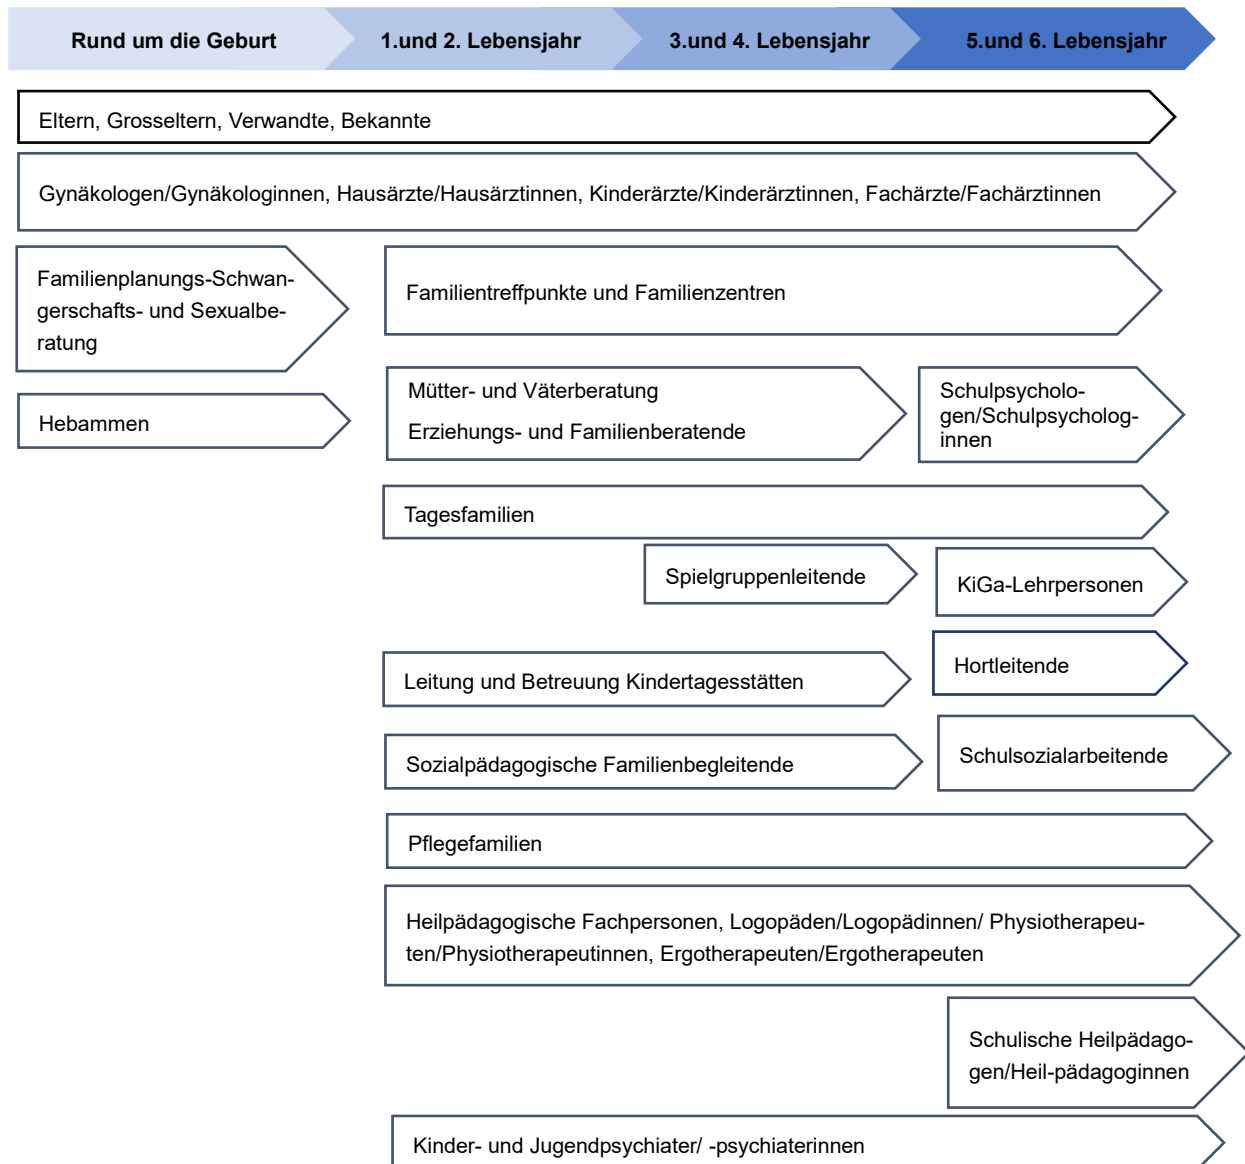 Rund um die Geburt
1.und 2. Lebensjahr
3.und 4. Lebensjahr
5.und 6. Lebensjahr
Eltern, Grosseltern, Verwandte, Bekannte
Gynäkologen/Gynäkologinnen, Hausärzte/Hausärztinnen, Kinderärzte/Kinderärztinnen, Fachärzte/Fachärztinnen
Familienplanungs-Schwan-
gerschafts- und Sexualbe-
ratung
Familientreffpunkte und Familienzentren
Hebammen
Mütter- und Väterberatung
Erziehungs- und Familienberatende
Schulpsycholo-
gen/Schulpsycholog-
innen
Tagesfamilien
Spielgruppenleitende
KiGa-Lehrpersonen
Leitung und Betreuung Kindertagesstätten
Hortleitende
Sozialpädagogische Familienbegleitende
Schulsozialarbeitende
Pflegefamilien
Heilpädagogische Fachpersonen, Logopäden/Logopädinnen/ Physiotherapeu-
ten/Physiotherapeutinnen, Ergotherapeuten/Ergotherapeuten
Schulische Heilpädago-
gen/Heil-pädagoginnen
Kinder- und Jugendpsychiater/ -psychiaterinnen